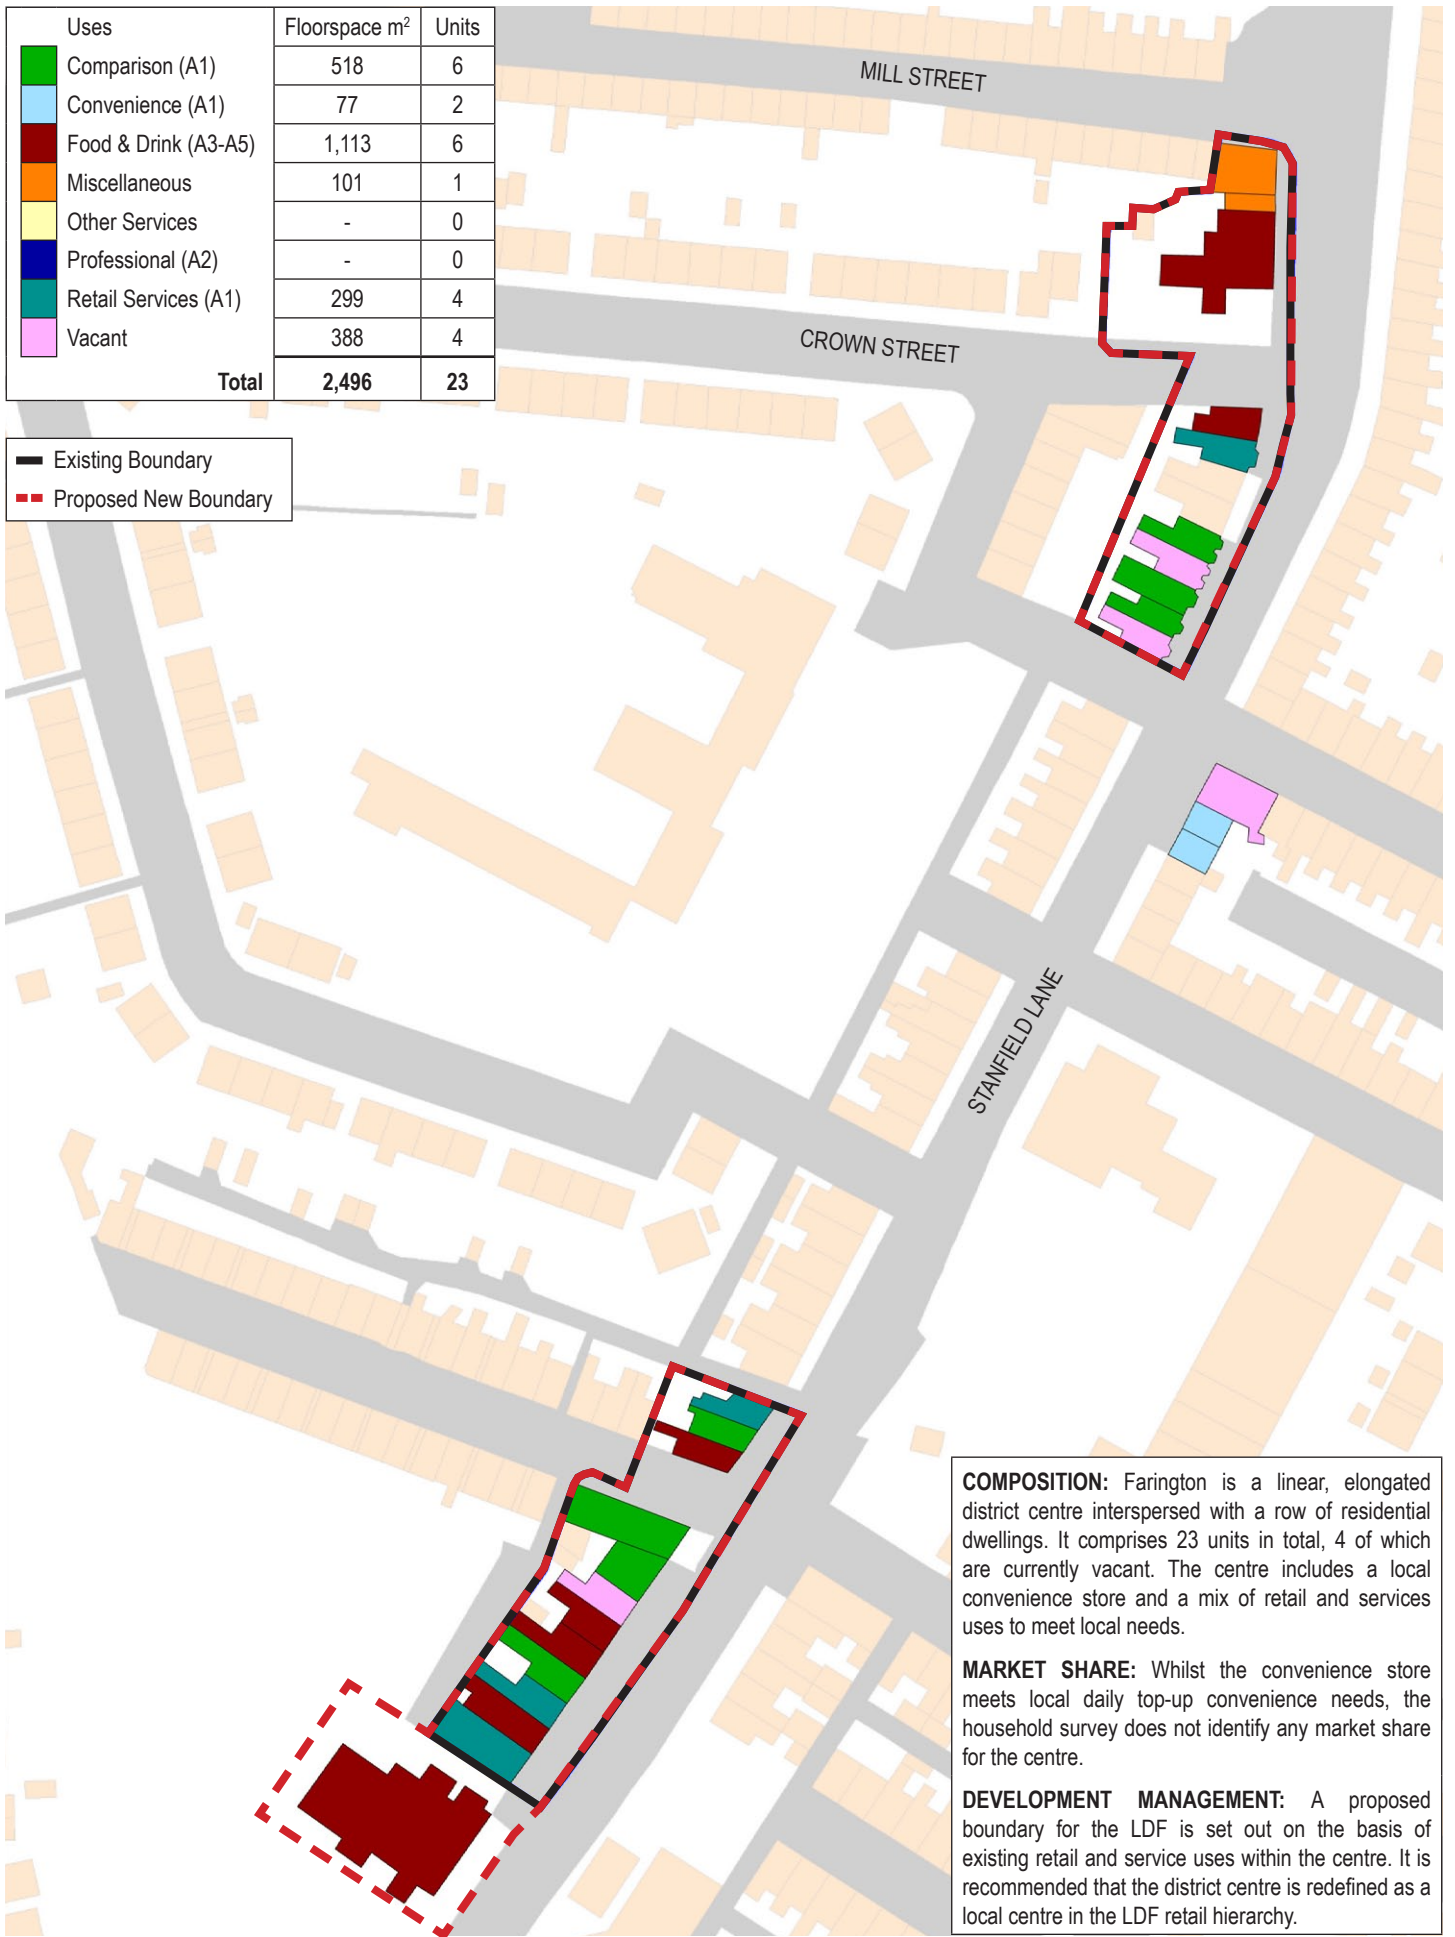 Uses Floorspace m² Units
Comparison (A1) 518 6
Convenience (A1) 77 2
Food & Drink (A3-A5) 1,113 6
Miscellaneous 101 1
Other Services - 0
Professional (A2) - 0
Retail Services (A1) 299 4
Vacant 388 4
Total 2,496 23
Existing Boundary
Proposed New Boundary
MILL STREET
CROWN STREET
STANFIELD LANE
COMPOSITION: Farington is a linear, elongated
district centre interspersed with a row of residential
dwellings. It comprises 23 units in total, 4 of which
are currently vacant. The centre includes a local
convenience store and a mix of retail and services
uses to meet local needs.
MARKET SHARE: Whilst the convenience store
meets local daily top-up convenience needs, the
household survey does not identify any market share
for the centre.
DEVELOPMENT MANAGEMENT: A proposed
boundary for the LDF is set out on the basis of
existing retail and service uses within the centre. It is
recommended that the district centre is redefined as a
local centre in the LDF retail hierarchy.